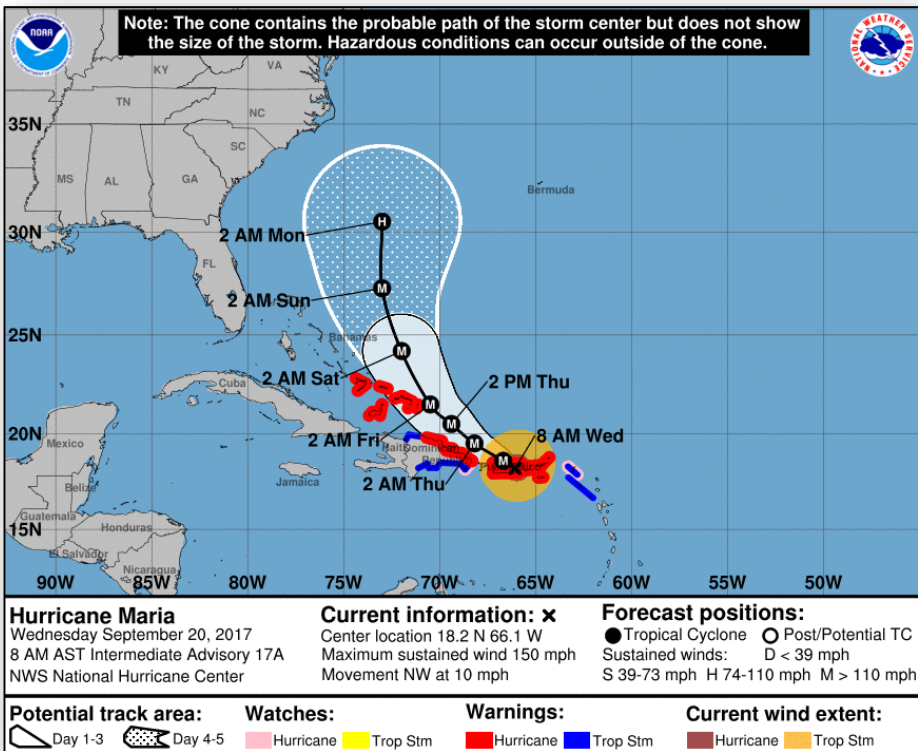 Note: The cone contains the probable path of the storm center but does not show
the size of the storm. Hazardous conditions can occur outside of the cone.
NOAA
NATIONAL WEATHER SERVICE
KY
VA
TN
NC
35N
SC
MS
AL
GA
Bermuda
30N
2 AM Mon
H
FL
2 AM Sun
M
25N
Bahamas
2 AM Sat
M
2 PM Thu
Cuba
M
M
20N
2 AM Fri
8 AM Wed
Mexico
Haiti
Dominican
M
M
Jamaica
2 AM Thu
Belize
Guatemala
Honduras
15N
El Salvador
Nicaragua
90W 85W 80W 75W 70W 65W 60W 55W 50W
Hurricane Maria
Wednesday September 20, 2017
8 AM AST Intermediate Advisory 17A
NWS National Hurricane Center
Current information: x
Center location 18.2 N 66.1 W
Maximum sustained wind 150 mph
Movement NW at 10 mph
Forecast positions:
Tropical Cyclone Post/Potential TC
Sustained winds: D < 39 mph
S 39-73 mph H 74-110 mph M > 110 mph
Potential track area:
Day 1-3 Day 4-5
Watches:
Hurricane Trop Stm
Warnings:
Hurricane Trop Stm
Current wind extent:
Hurricane Trop Stm